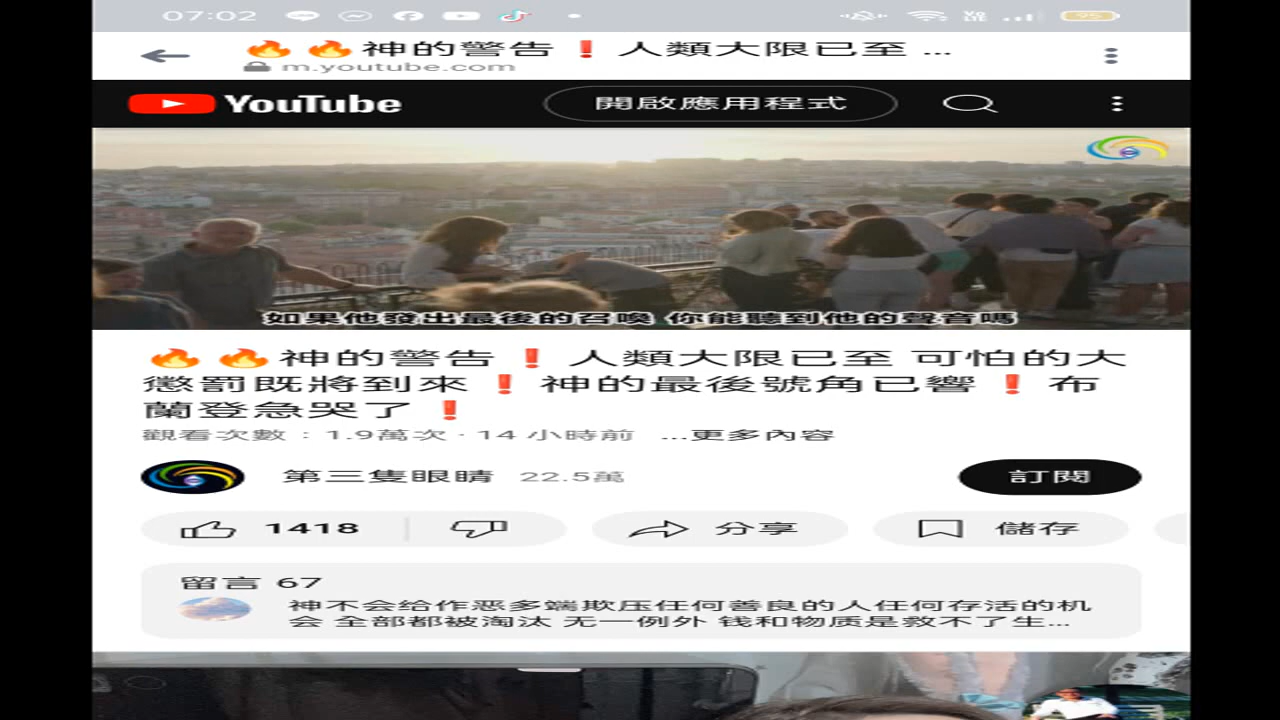 07:02
95
🔥🔥神的警告❗人類大限已至 ...
m.youtube.com
YouTube
開啟應用程式
如果他發出最後的召喚 你能聽到他的聲音嗎
🔥🔥神的警告❗人類大限已至 可怕的大
懲罰既將到來❗神的最後號角已響❗布
蘭登急哭了❗
觀看次數：1.9萬次 · 14 小時前 ...更多內容
第三隻眼睛 22.5萬
訂閱
1418
分享
儲存
留言 67
神不会给作恶多端欺压任何善良的人任何存活的机
会 全部都被淘汰 无一例外 钱和物质是救不了生...